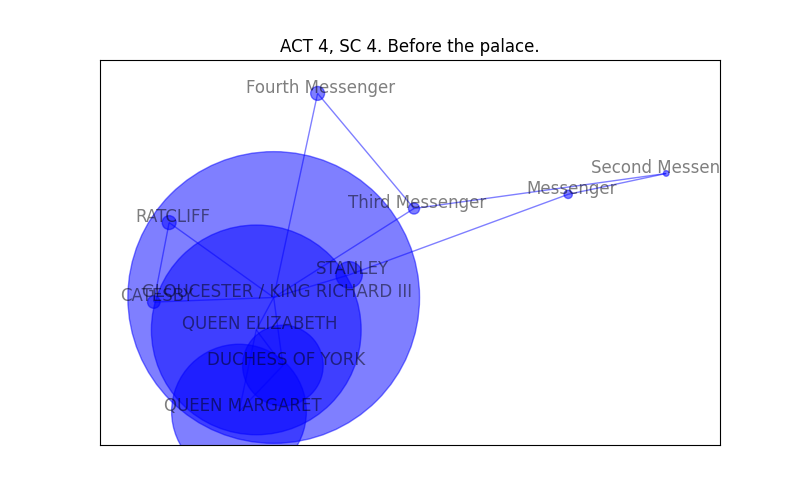 ACT 4, SC 4. Before the palace.
Fourth Messenger
Second Messen
Messenger
Third Messenger
RATCLIFF
STANLEY
GLOUCESTER / KING RICHARD III
CATESBY
QUEEN ELIZABETH
DUCHESS OF YORK
QUEEN MARGARET